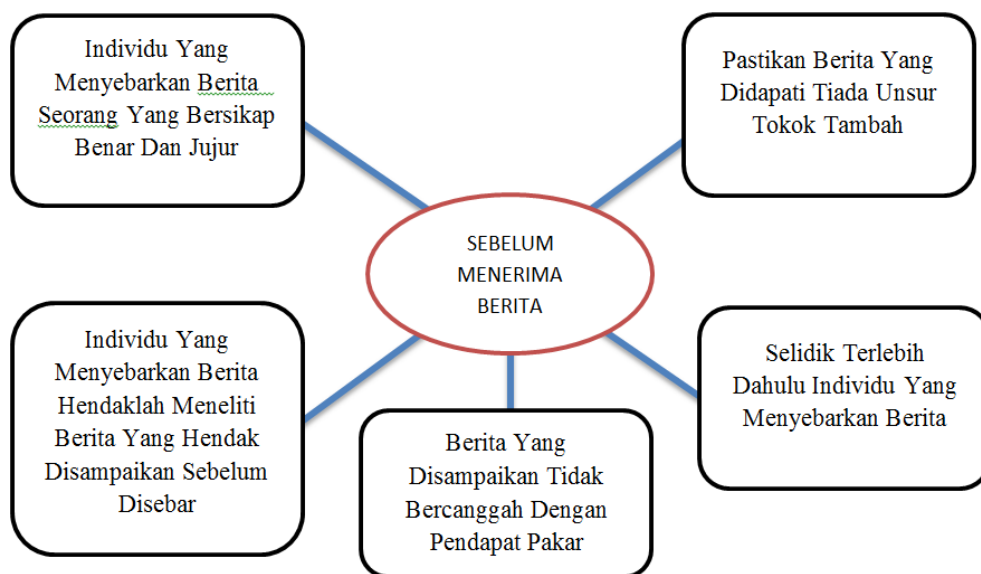 Individu Yang
Menyebarkan Berita
Seorang Yang Bersikap
Benar Dan Jujur
Pastikan Berita Yang
Didapati Tiada Unsur
Tokok Tambah
SEBELUM
MENERIMA
BERITA
Individu Yang
Menyebarkan Berita
Hendaklah Meneliti
Berita Yang Hendak
Disampaikan Sebelum
Disebar
Berita Yang
Disampaikan Tidak
Bercanggah Dengan
Pendapat Pakar
Selidik Terlebih
Dahulu Individu Yang
Menyebarkan Berita